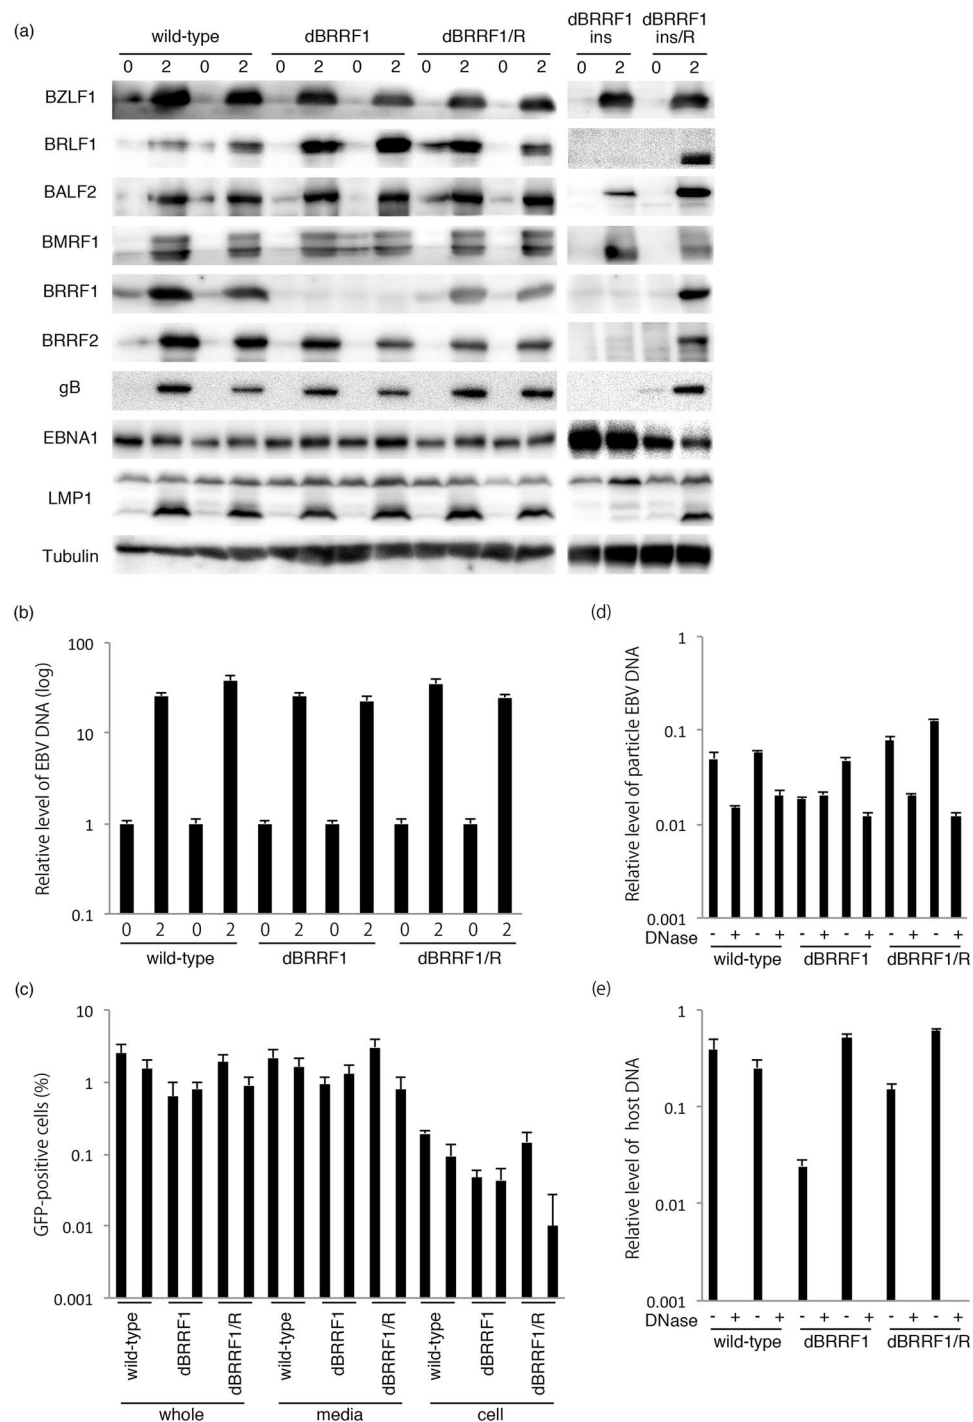 (a)
wild-type dBRRF1 dBRRF1/R dBRRF1 ins dBRRF1 ins/R
0 2 0 2 0 2 0 2 0 2 0 2 0 2 0 2
BZLF1
BRLF1
BALF2
BMRF1
BRRF1
BRRF2
gB
EBNA1
LMP1
Tubulin
(b)
Relative level of EBV DNA (log)
100
10
1
0.1
0 2 0 2 0 2 0 2 0 2 0 2
wild-type dBRRF1 dBRRF1/R
(c)
GFP-positive cells (%)
10
1
0.1
0.01
0.001
wild-type dBRRF1 dBRRF1/R wild-type dBRRF1 dBRRF1/R wild-type dBRRF1 dBRRF1/R
whole media cell
(d)
Relative level of particle EBV DNA
1
0.1
0.01
0.001
DNase - + - + - + - + - + - +
wild-type dBRRF1 dBRRF1/R
(e)
Relative level of host DNA
1
0.1
0.01
0.001
DNase - + - + - + - + - + - +
wild-type dBRRF1 dBRRF1/R